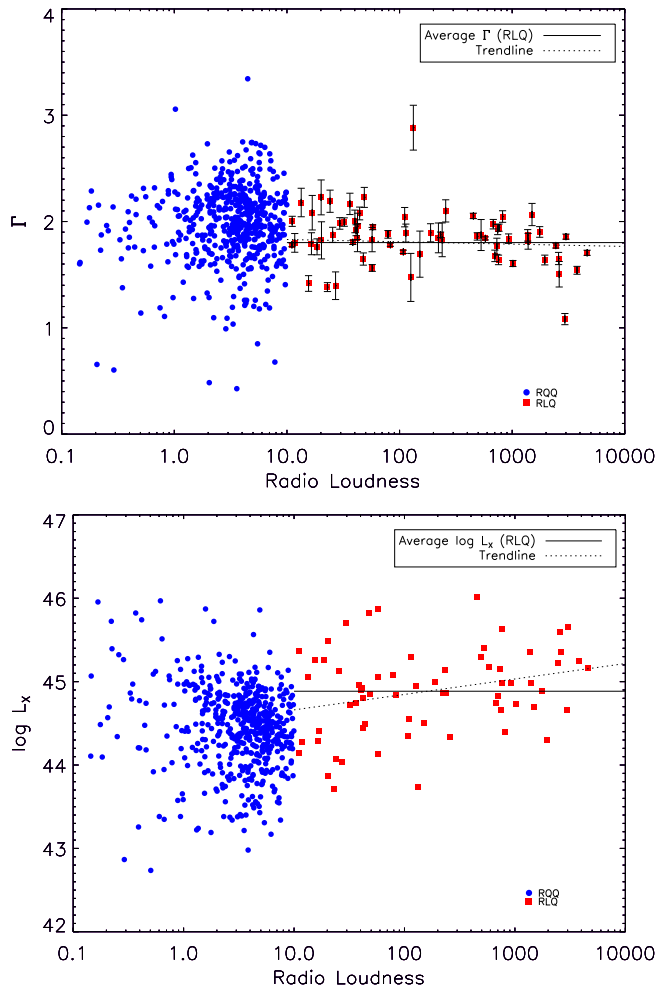 4
Average Γ (RLQ)
Trendline
3
Γ
2
1
RQQ
RLQ
0
0.1 1.0 10.0 100 1000 10000
Radio Loudness
47
Average log Lx (RLQ)
Trendline
46
45
log Lx
44
43
RQQ
RLQ
42
0.1 1.0 10.0 100 1000 10000
Radio Loudness